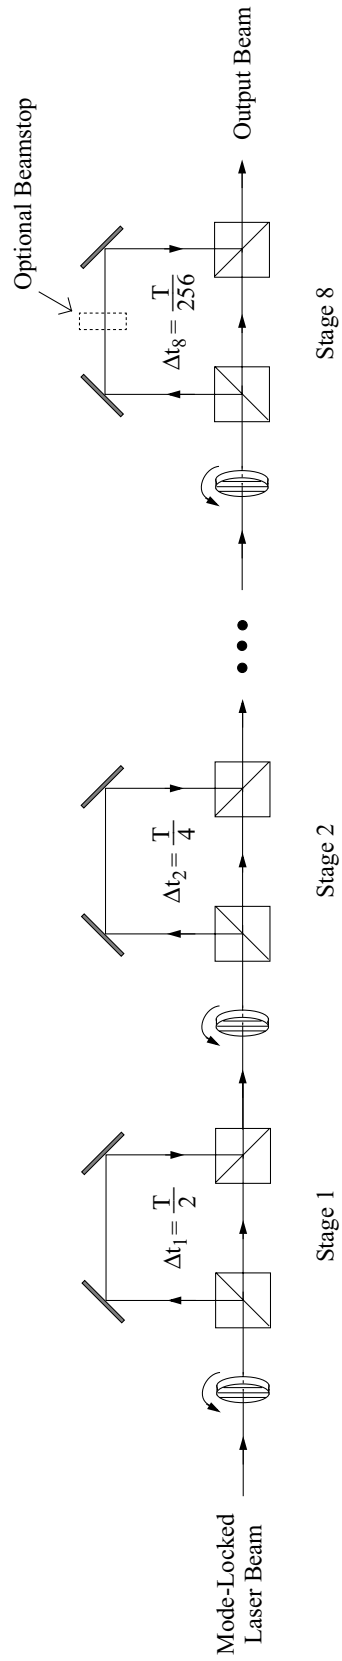 Mode-Locked
Laser Beam
Δt₁ = T/2
Stage 1
Δt₂ = T/4
Stage 2
Optional Beamstop
Δt₈ = T/256
Stage 8
Output Beam